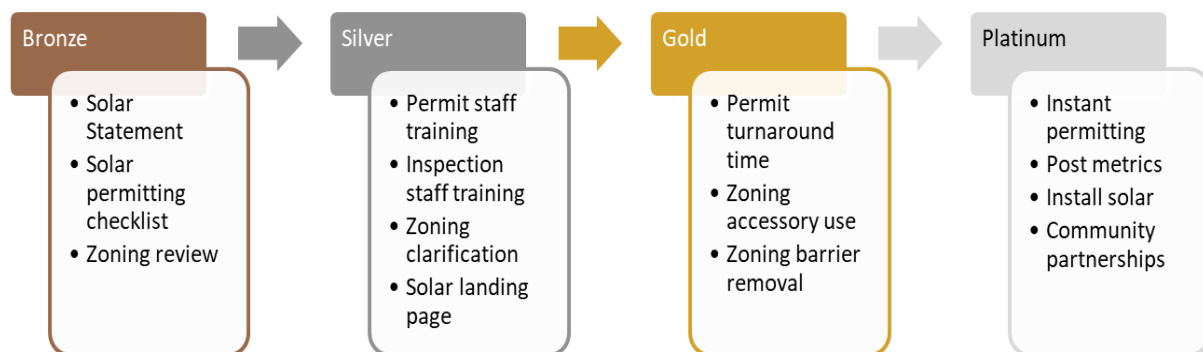 Bronze
• Solar
Statement
• Solar
permitting
checklist
• Zoning review
Silver
• Permit staff
training
• Inspection
staff training
• Zoning
clarification
• Solar landing
page
Gold
• Permit
turnaround
time
• Zoning
accessory use
• Zoning barrier
removal
Platinum
• Instant
permitting
• Post metrics
• Install solar
• Community
partnerships